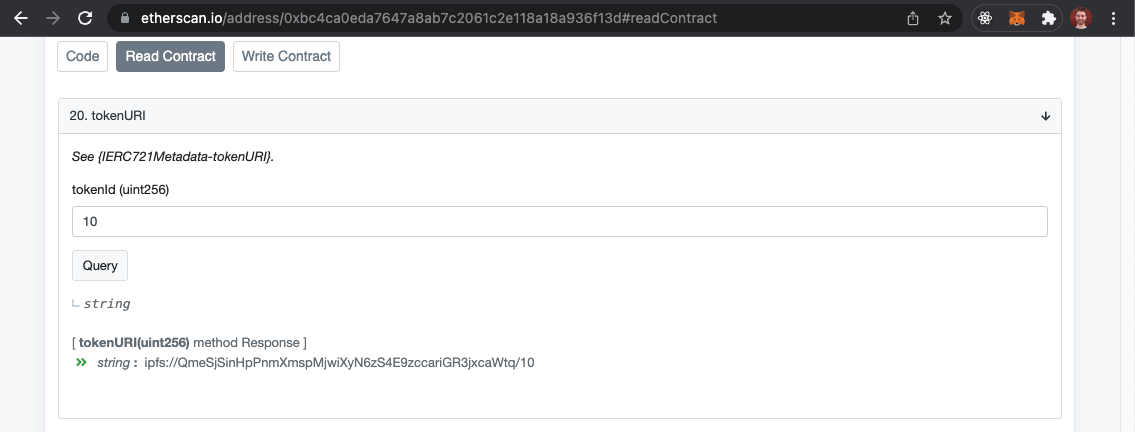 etherscan.io/address/0xbc4ca0eda7647a8ab7c2061c2e118a18a936f13d#readContract
Code Read Contract Write Contract
20. tokenURI
See {IERC721Metadata-tokenURI}.
tokenId (uint256)
10
Query
string
[ tokenURI(uint256) method Response ]
string : ipfs://QmeSjSinHpPnmXmspMjwiXyN6zS4E9zccariGR3jxcaWtq/10